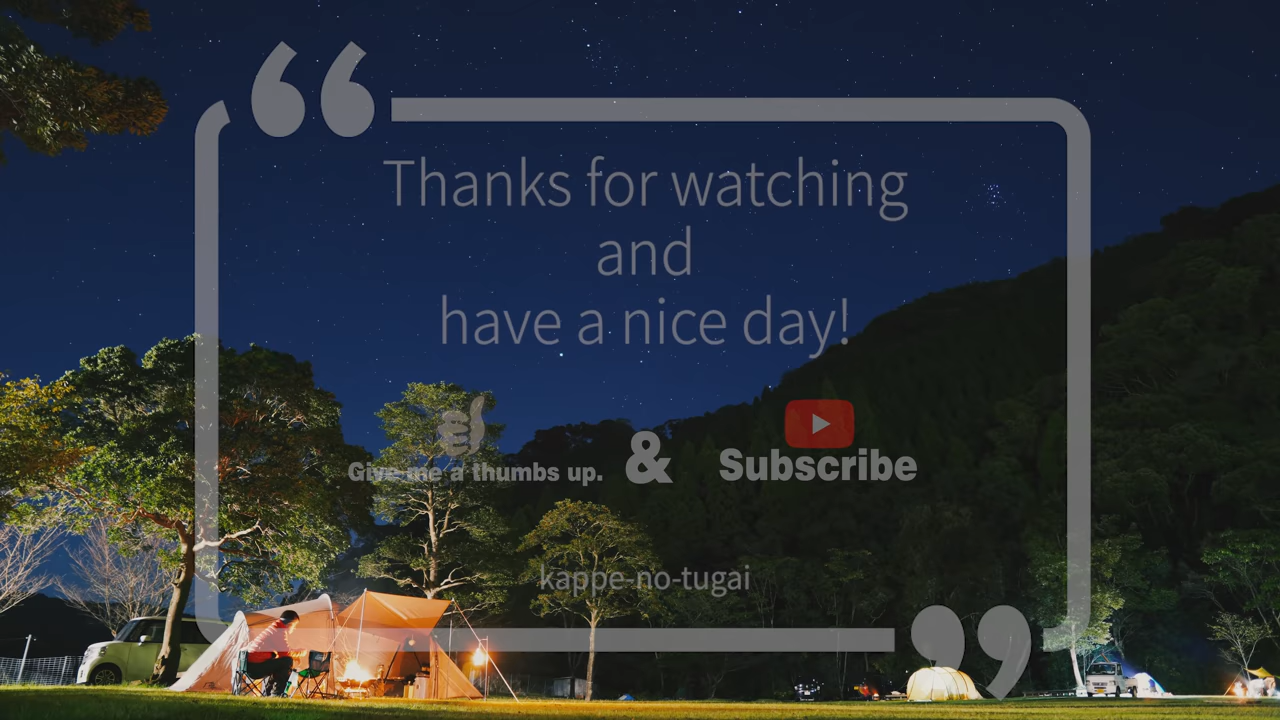 Thanks for watching
and
have a nice day!
Give me a thumbs up.
&
Subscribe
kappe-no-tugai